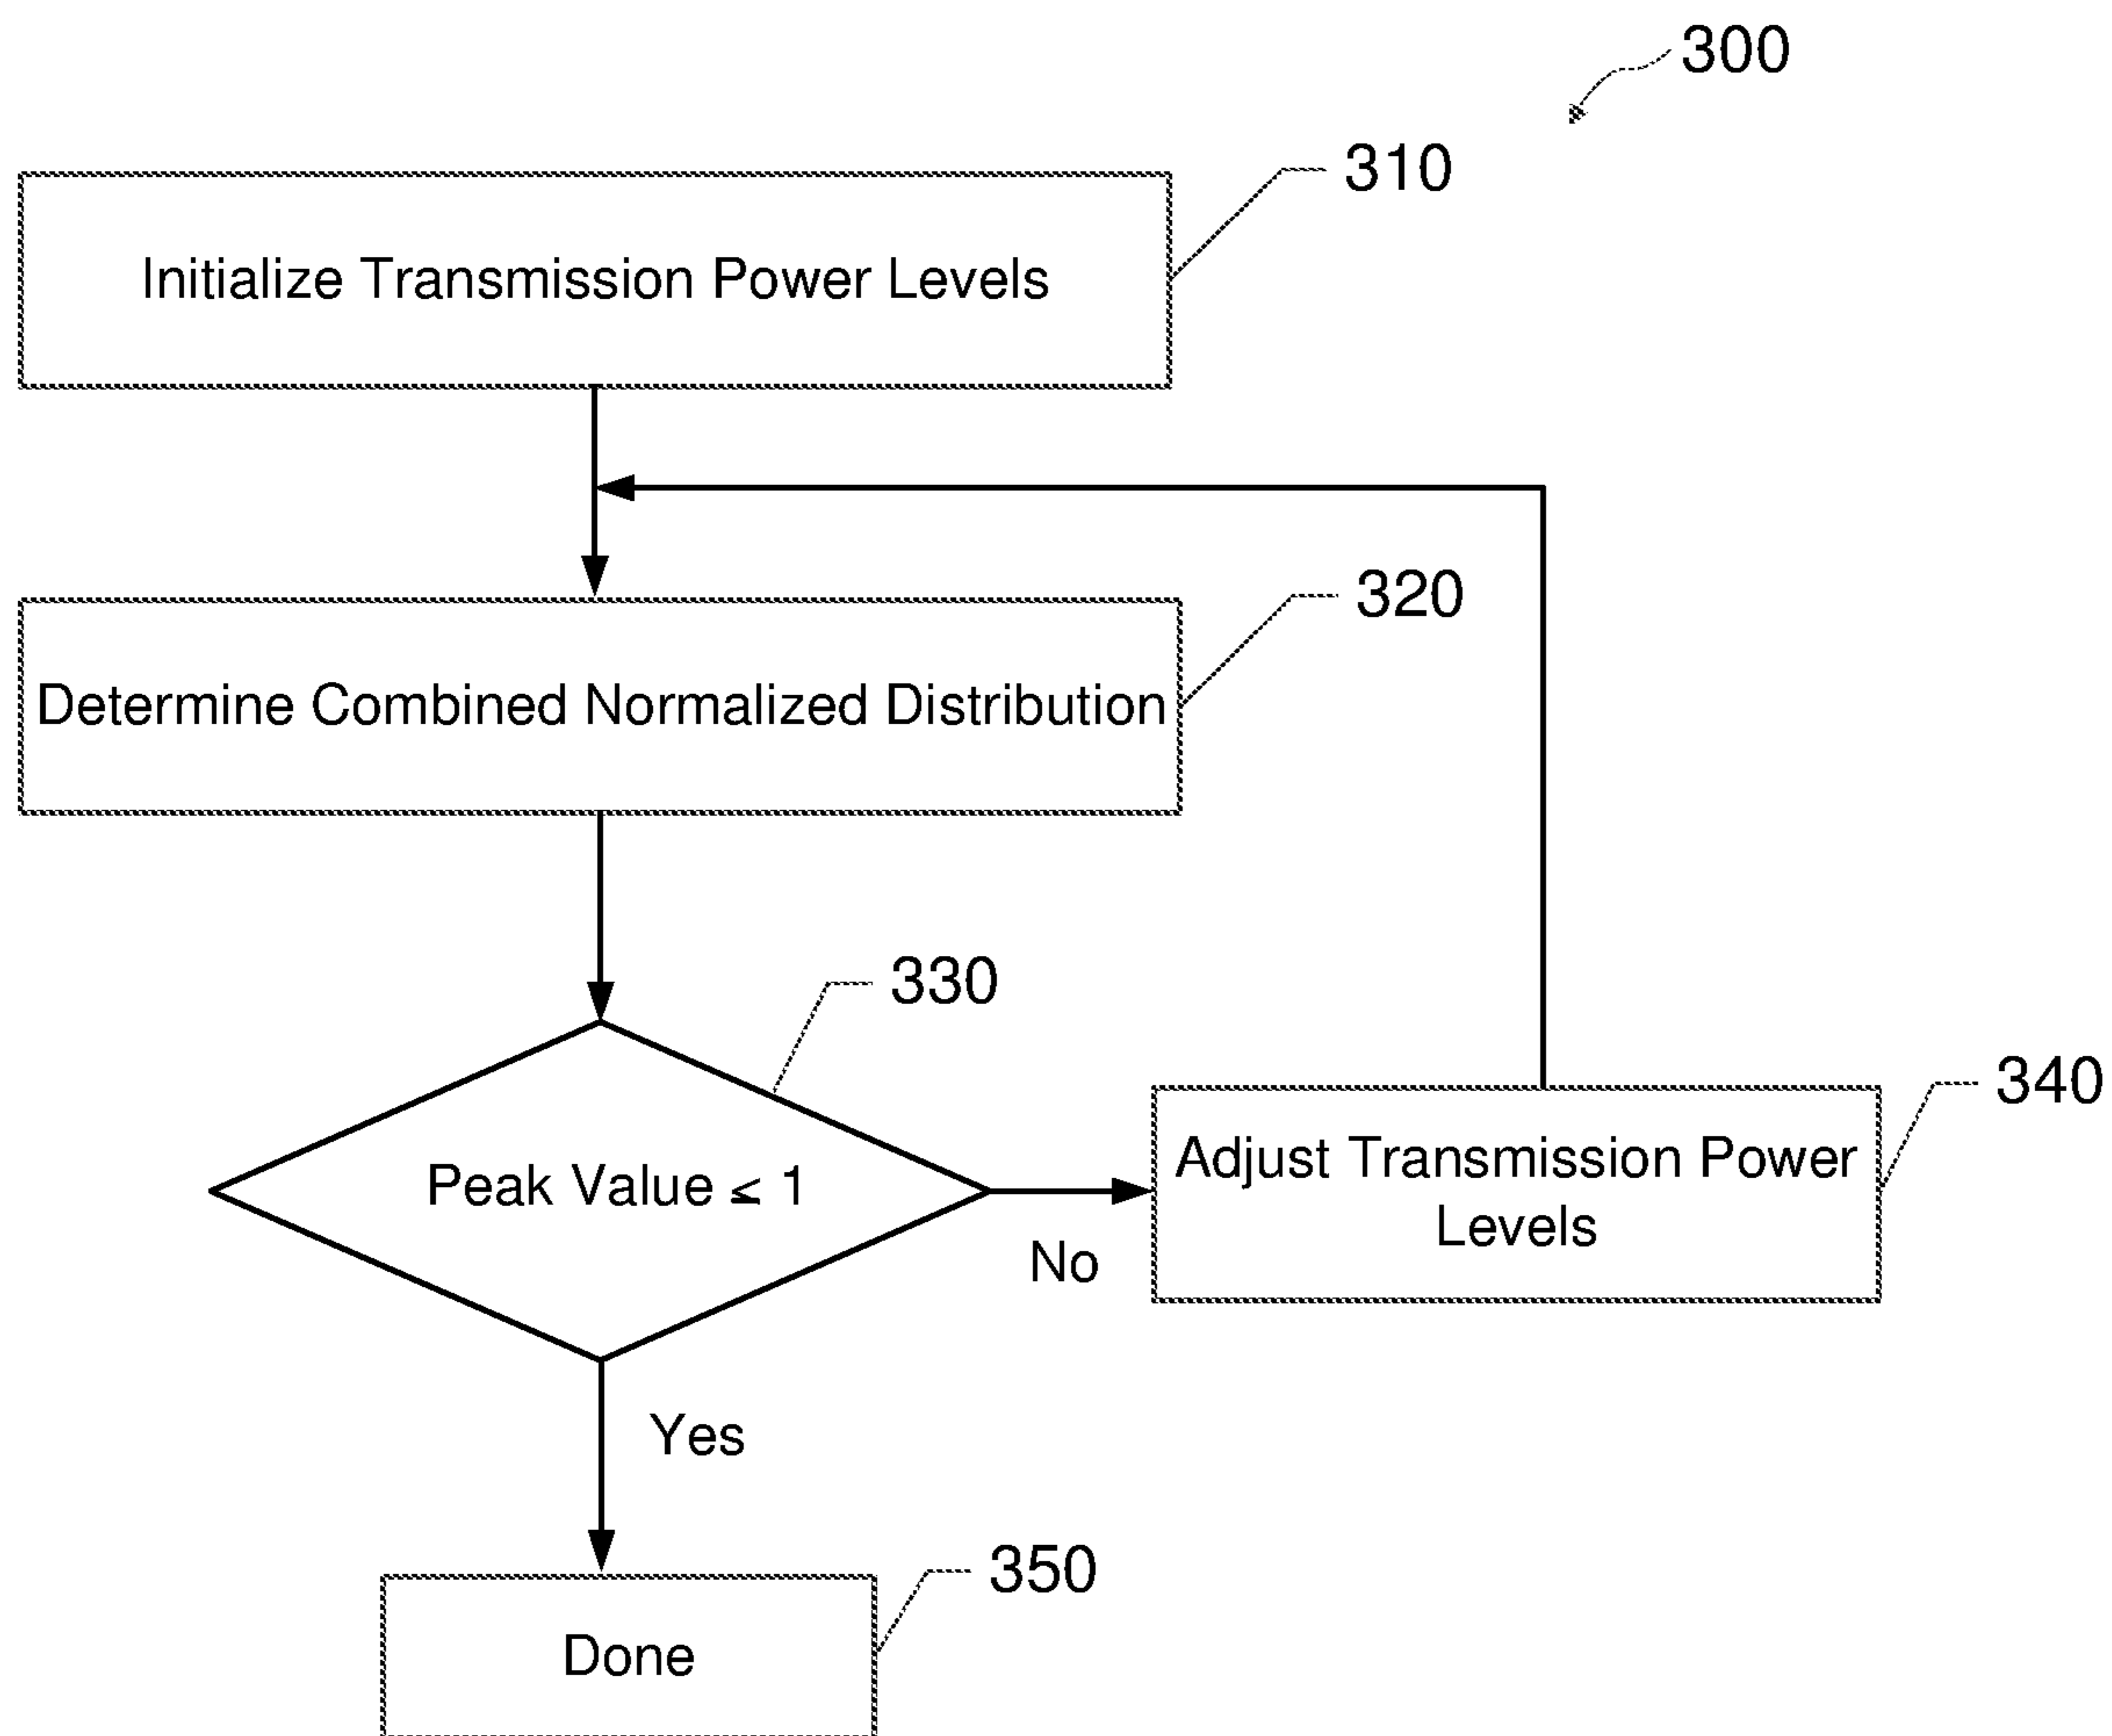 300
310
Initialize Transmission Power Levels
320
Determine Combined Normalized Distribution
330
Peak Value ≤ 1
340
Adjust Transmission Power
Levels
No
Yes
350
Done